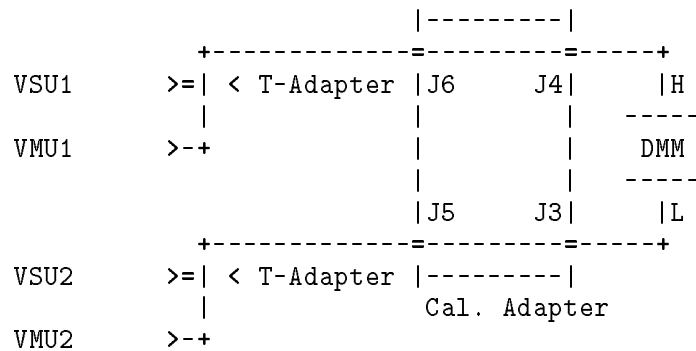 VSU1 >=| < T-Adapter |J6 J4| |H
VMU1 >-+ DMM
|J5 J3| |L
VSU2 >=| < T-Adapter
Cal. Adapter
VMU2 >-+